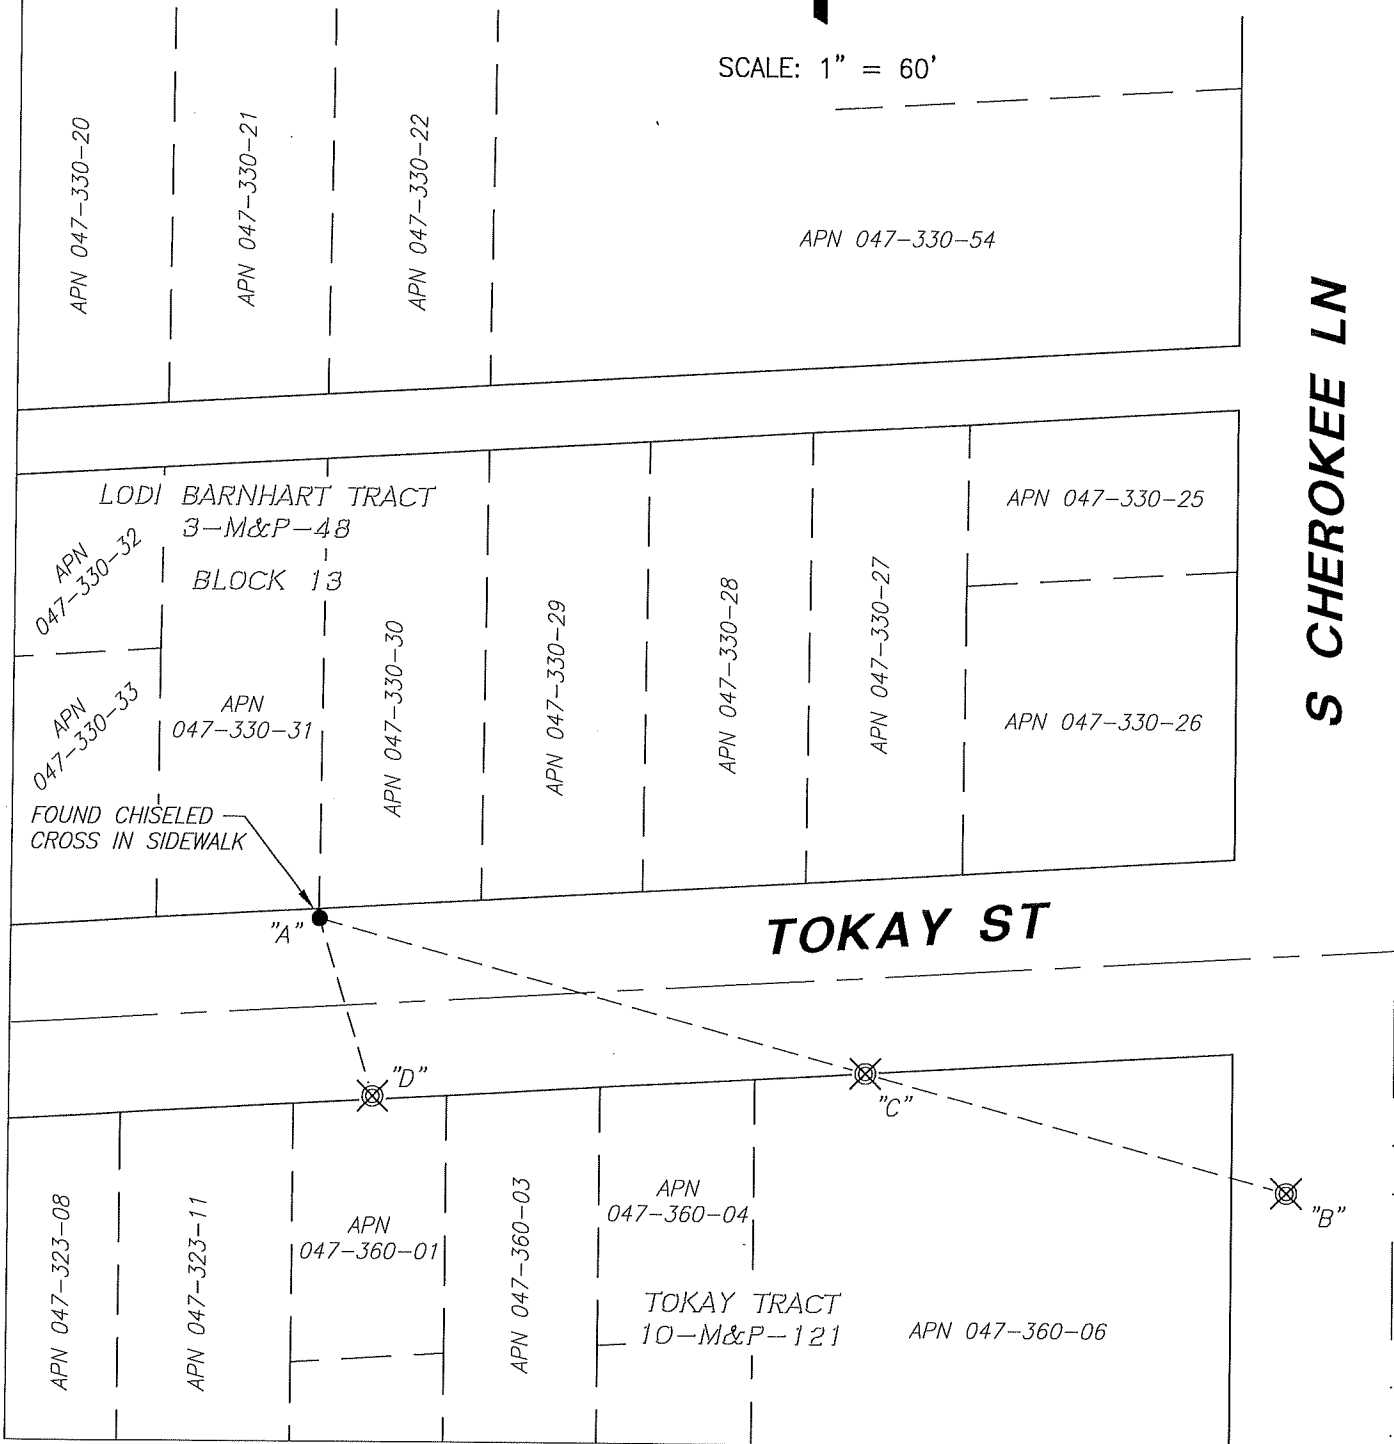 SCALE: 1" = 60'
APN 047-330-20
APN 047-330-21
APN 047-330-22
APN 047-330-54
S CHEROKEE LN
LODI BARNHART TRACT
3-M&P-48
BLOCK 13
APN
047-330-32
APN
047-330-33
APN
047-330-31
APN 047-330-30
APN 047-330-29
APN 047-330-28
APN 047-330-27
APN 047-330-25
APN 047-330-26
FOUND CHISELED
CROSS IN SIDEWALK
"A"
TOKAY ST
"D"
"C"
"B"
APN 047-323-08
APN 047-323-11
APN
047-360-01
APN 047-360-03
APN
047-360-04
TOKAY TRACT
10-M&P-121
APN 047-360-06